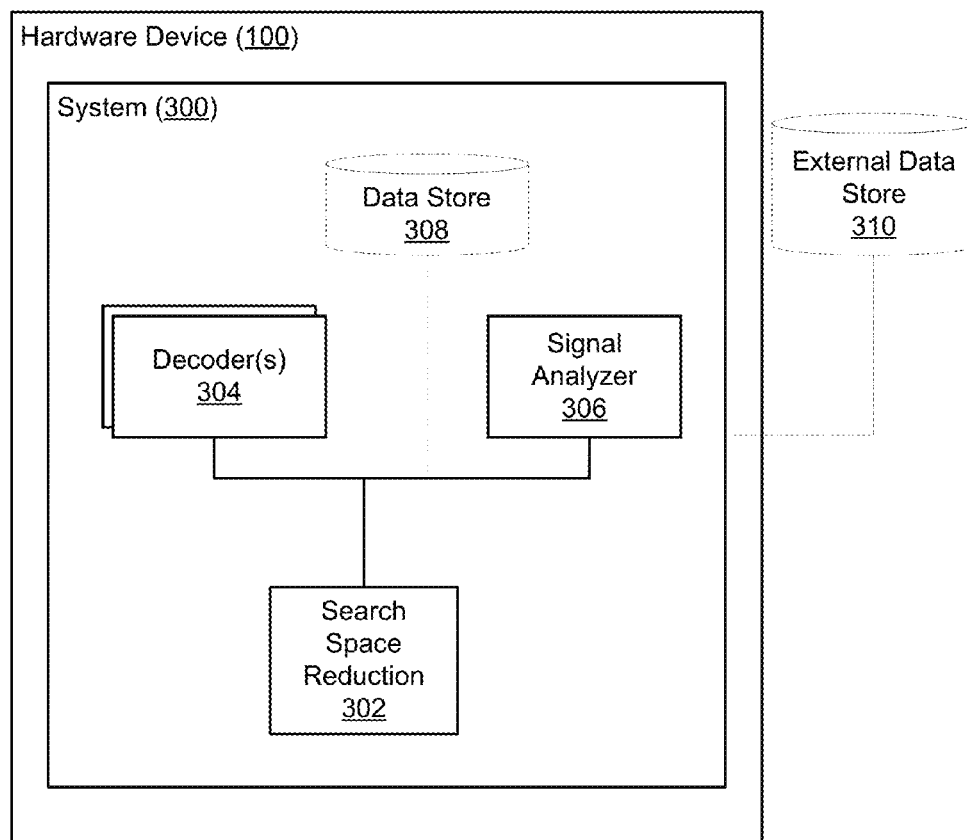 Hardware Device (100)
System (300)
Data Store
308
External Data
Store
310
Decoder(s)
304
Signal
Analyzer
306
Search
Space
Reduction
302